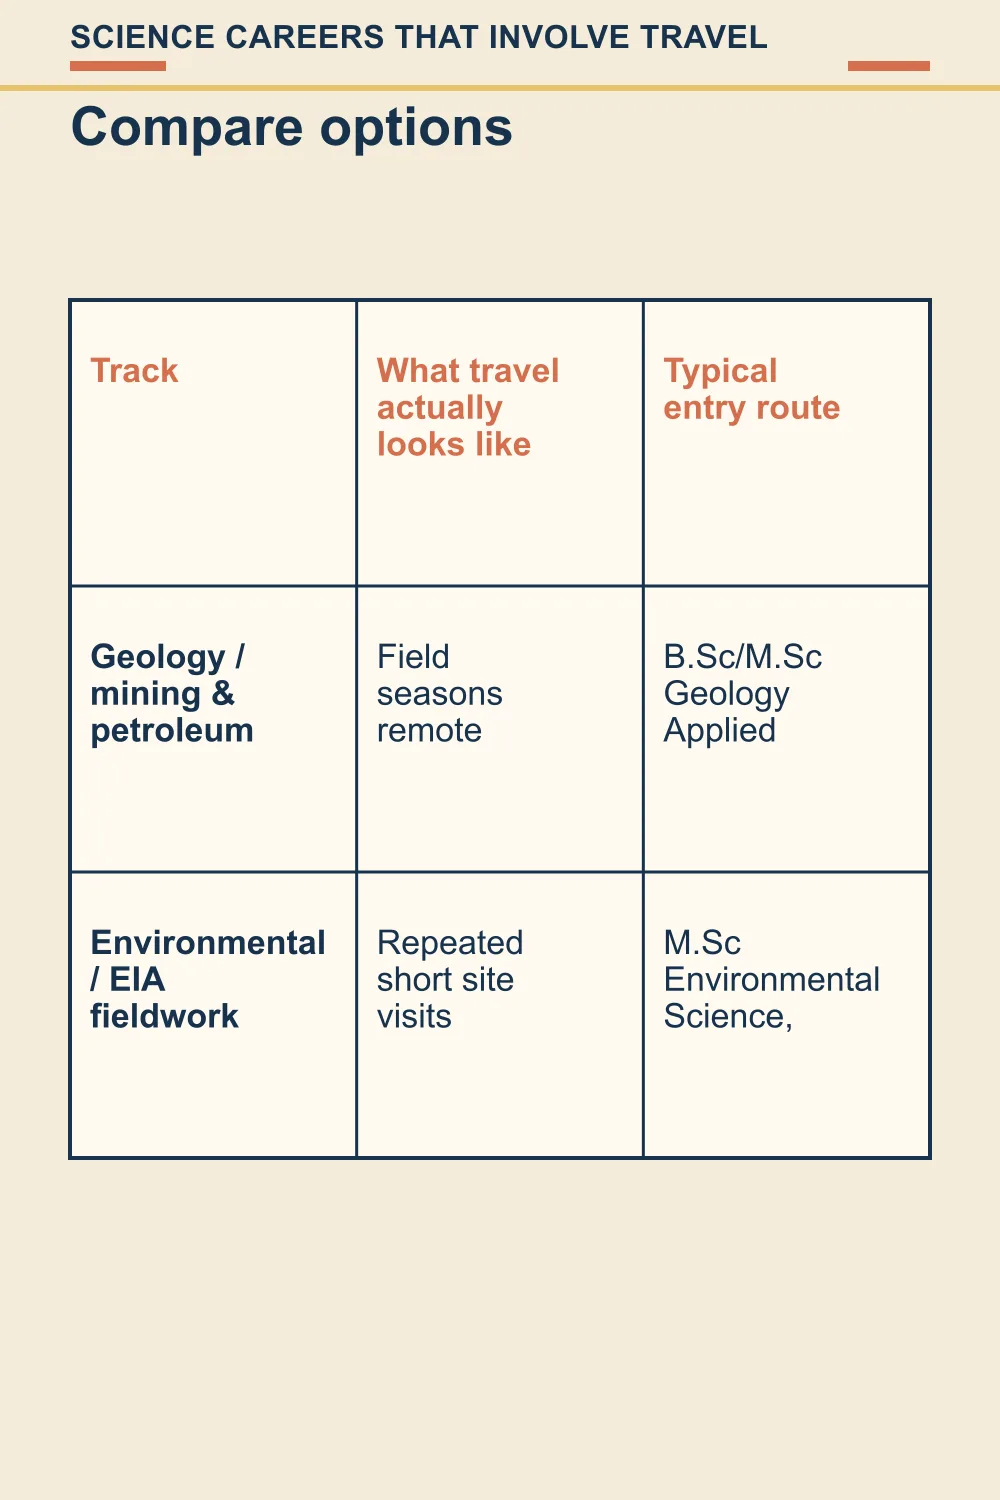 SCIENCE CAREERS THAT INVOLVE TRAVEL
Compare options
Track
What travel
actually
looks like
Typical
entry route
Geology /
mining &
petroleum
Field
seasons
remote
B.Sc/M.Sc
Geology
Applied
Environmental
/ EIA
fieldwork
Repeated
short site
visits
M.Sc
Environmental
Science,